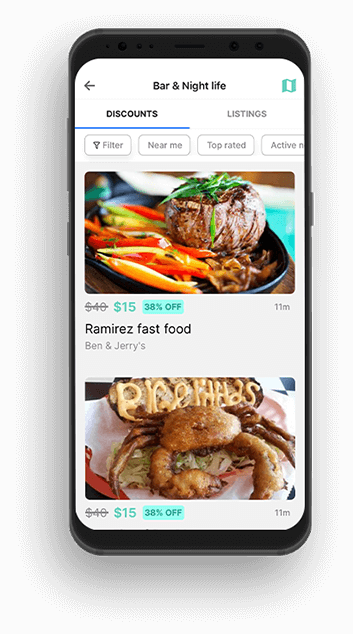 Bar & Night life
DISCOUNTS LISTINGS
Filter Near me Top rated Active n
$40 $15 38% OFF 11m
Ramirez fast food
Ben & Jerry's
$40 $15 38% OFF 11m